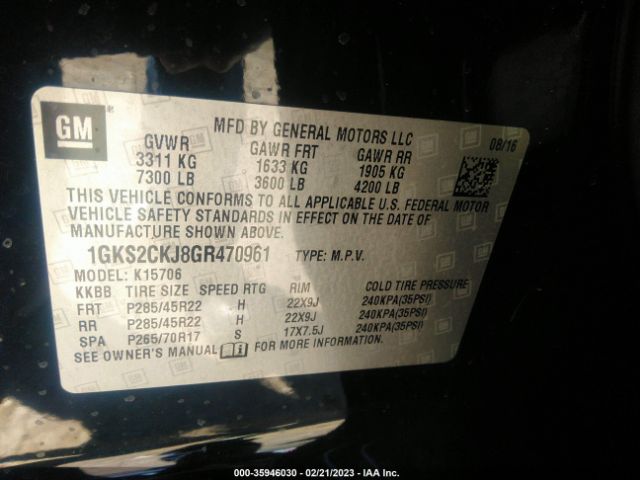 GM
MFD BY GENERAL MOTORS LLC
08/16
GVWR GAWR FRT GAWR RR
3311 KG 1633 KG 1905 KG
7300 LB 3600 LB 4200 LB
THIS VEHICLE CONFORMS TO ALL APPLICABLE U.S. FEDERAL MOTOR
VEHICLE SAFETY STANDARDS IN EFFECT ON THE DATE OF
MANUFACTURE SHOWN ABOVE.
1GKS2CKJ8GR470961 TYPE: M.P.V.
MODEL: K15706
KKBB TIRE SIZE SPEED RTG RIM COLD TIRE PRESSURE
FRT P285/45R22 H 22X9J 240KPA(35PSI)
RR P285/45R22 H 22X9J 240KPA(35PSI)
SPA P265/70R17 S 17X7.5J 240KPA(35PSI)
SEE OWNER'S MANUAL FOR MORE INFORMATION.
000-35946030 - 02/21/2023 - IAA Inc.